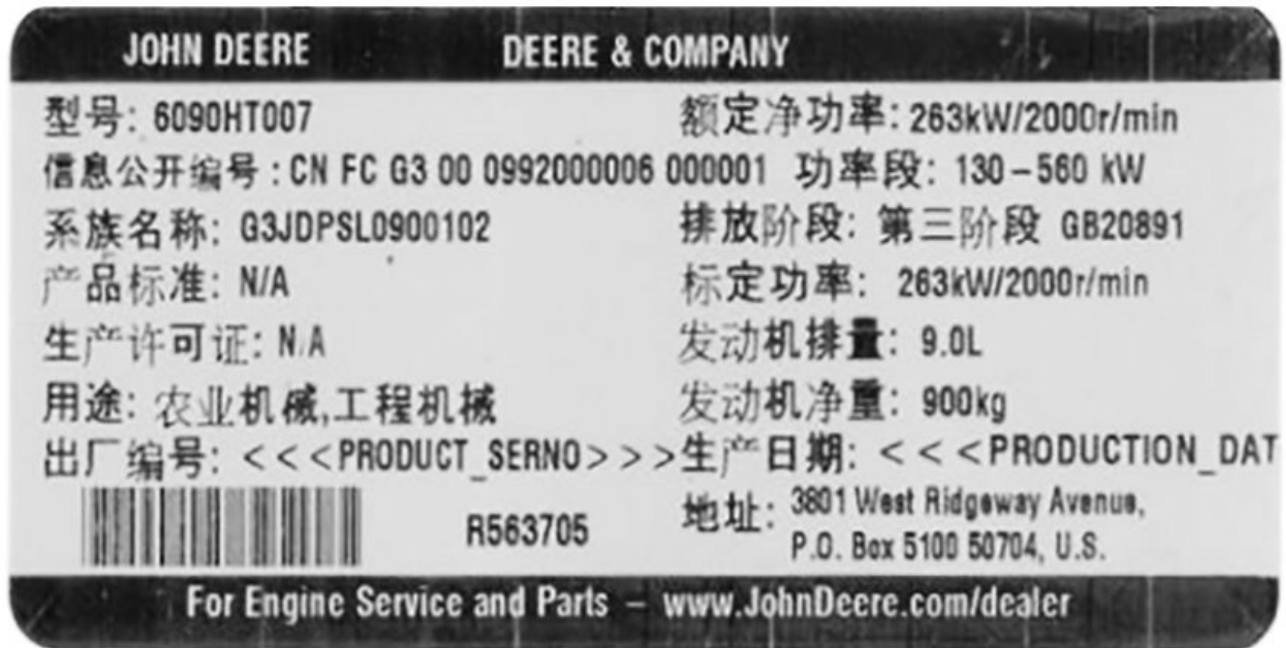 JOHN DEERE DEERE & COMPANY
型号: 6090HT007 额定净功率: 263kW/2000r/min
信息公开编号: CN FC G3 00 0992000006 000001 功率段: 130-560 kW
系族名称: G3JDPSL0900102 排放阶段: 第三阶段 GB20891
产品标准: N/A 标定功率: 263kW/2000r/min
生产许可证: N/A 发动机排量: 9.0L
用途: 农业机械,工程机械 发动机净重: 900kg
出厂编号: <<<PRODUCT_SERNO>>> 生产日期: <<<PRODUCTION_DAT
R563705 地址: 3801 West Ridgeway Avenue,
P.O. Box 5100 50704, U.S.
For Engine Service and Parts – www.JohnDeere.com/dealer